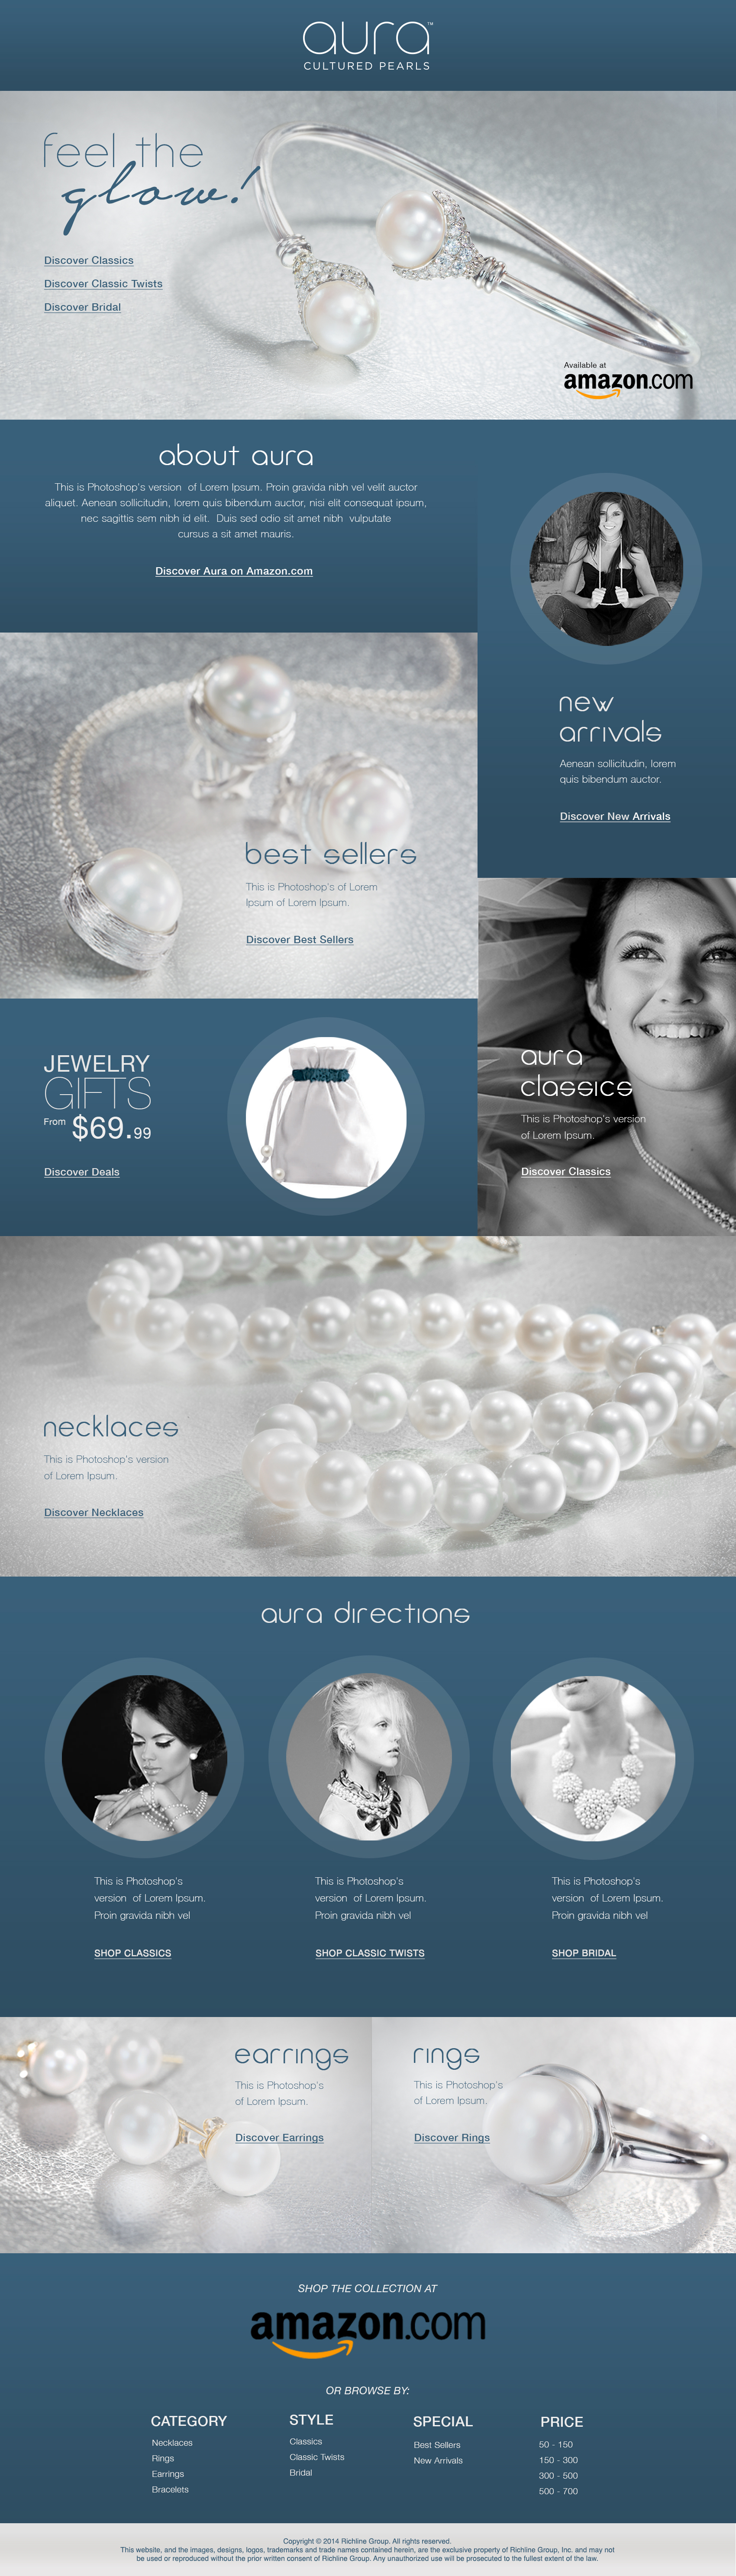 aura™
CULTURED PEARLS
feel the
glow!
Discover Classics
Discover Classic Twists
Discover Bridal
Available at
amazon.com
about aura
This is Photoshop's version of Lorem Ipsum. Proin gravida nibh vel velit auctor
aliquet. Aenean sollicitudin, lorem quis bibendum auctor, nisi elit consequat ipsum,
nec sagittis sem nibh id elit. Duis sed odio sit amet nibh vulputate
cursus a sit amet mauris.
Discover Aura on Amazon.com
new
arrivals
Aenean sollicitudin, lorem
quis bibendum auctor.
Discover New Arrivals
best sellers
This is Photoshop's of Lorem
Ipsum of Lorem Ipsum.
Discover Best Sellers
JEWELRY
GIFTS
From $69.99
Discover Deals
aura
classics
This is Photoshop's version
of Lorem Ipsum.
Discover Classics
necklaces
This is Photoshop's version
of Lorem Ipsum.
Discover Necklaces
aura directions
This is Photoshop's
version of Lorem Ipsum.
Proin gravida nibh vel
SHOP CLASSICS
This is Photoshop's
version of Lorem Ipsum.
Proin gravida nibh vel
SHOP CLASSIC TWISTS
This is Photoshop's
version of Lorem Ipsum.
Proin gravida nibh vel
SHOP BRIDAL
earrings
This is Photoshop's
of Lorem Ipsum.
Discover Earrings
rings
This is Photoshop's
of Lorem Ipsum.
Discover Rings
SHOP THE COLLECTION AT
amazon.com
OR BROWSE BY:
CATEGORY
Necklaces
Rings
Earrings
Bracelets
STYLE
Classics
Classic Twists
Bridal
SPECIAL
Best Sellers
New Arrivals
PRICE
50 - 150
150 - 300
300 - 500
500 - 700
Copyright © 2014 Richline Group. All rights reserved.
This website, and the images, designs, logos, trademarks and trade names contained herein, are the exclusive property of Richline Group, Inc. and may not
be used or reproduced without the prior written consent of Richline Group. Any unauthorized use will be prosecuted to the fullest extent of the law.